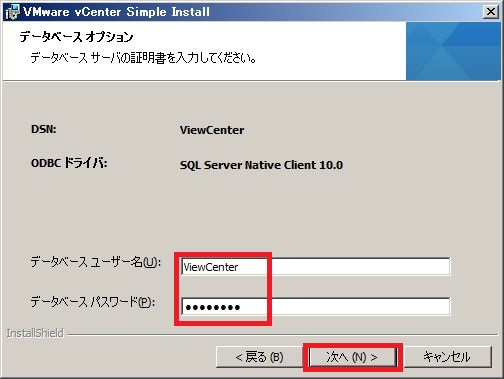 VMware vCenter Simple Install
データベース オプション
データベース サーバの証明書を入力してください。
DSN: ViewCenter
ODBC ドライバ: SQL Server Native Client 10.0
データベース ユーザー名(U): ViewCenter
データベース パスワード(P): ●●●●●●●●
InstallShield
< 戻る (B) 次へ (N) > キャンセル